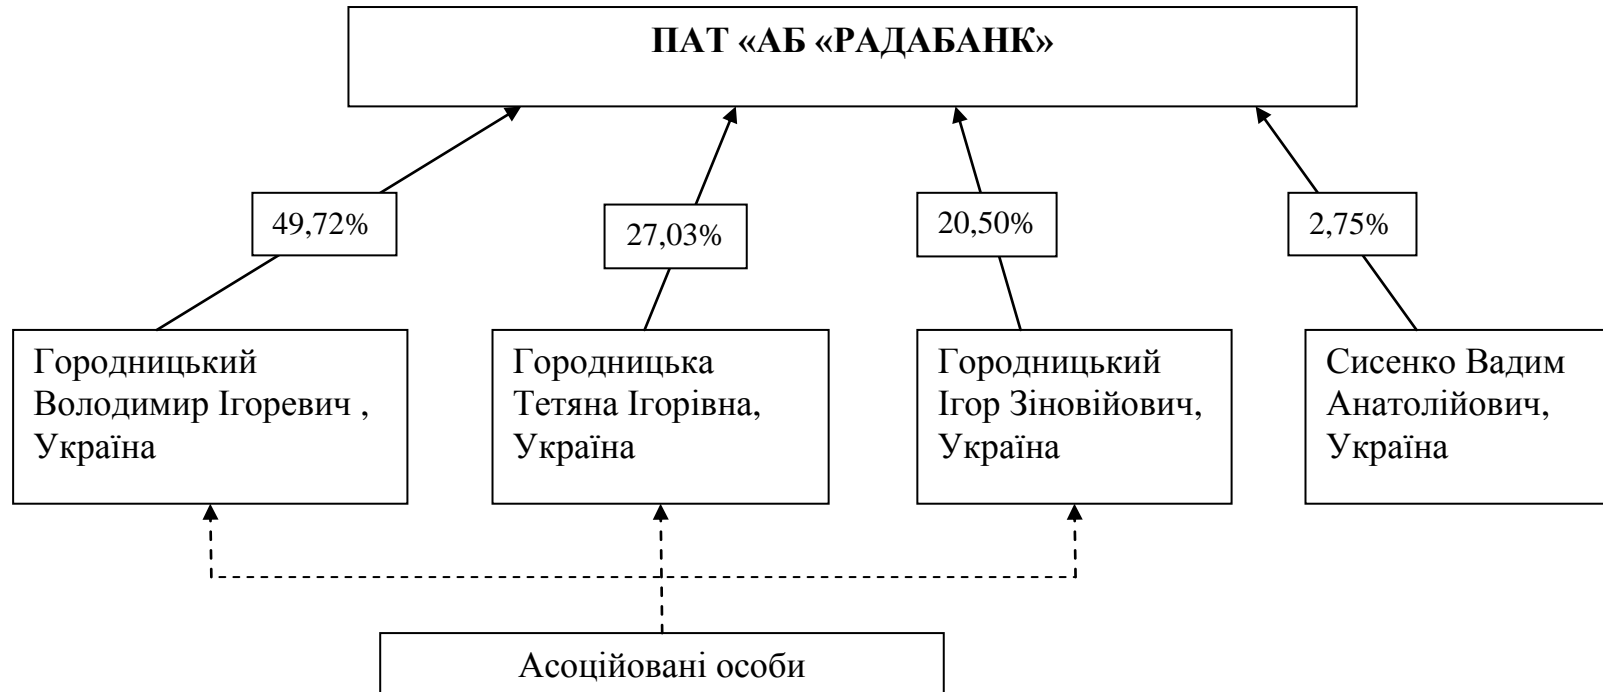 ПАТ «АБ «РАДАБАНК»
49,72%
27,03%
20,50%
2,75%
Городницький
Володимир Ігоревич ,
Україна
Городницька
Тетяна Ігорівна,
Україна
Городницький
Ігор Зіновійович,
Україна
Сисенко Вадим
Анатолійович,
Україна
Асоційовані особи